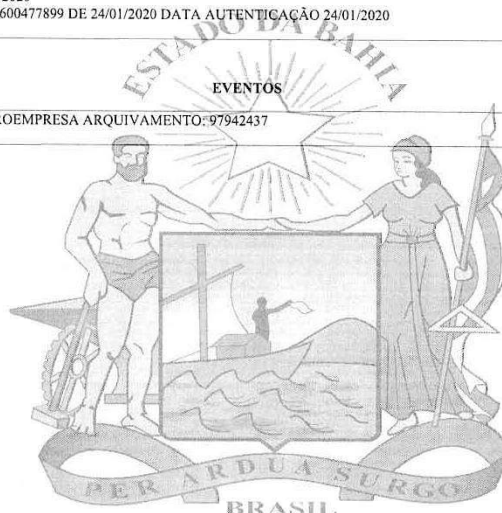 600477899 DE 24/01/2020 DATA AUTENTICAÇÃO 24/01/2020
ESTADO DA BAHIA
EVENTOS
ROEMPRESA ARQUIVAMENTO: 97942437
PER ARDUA SURGO
BRASIL